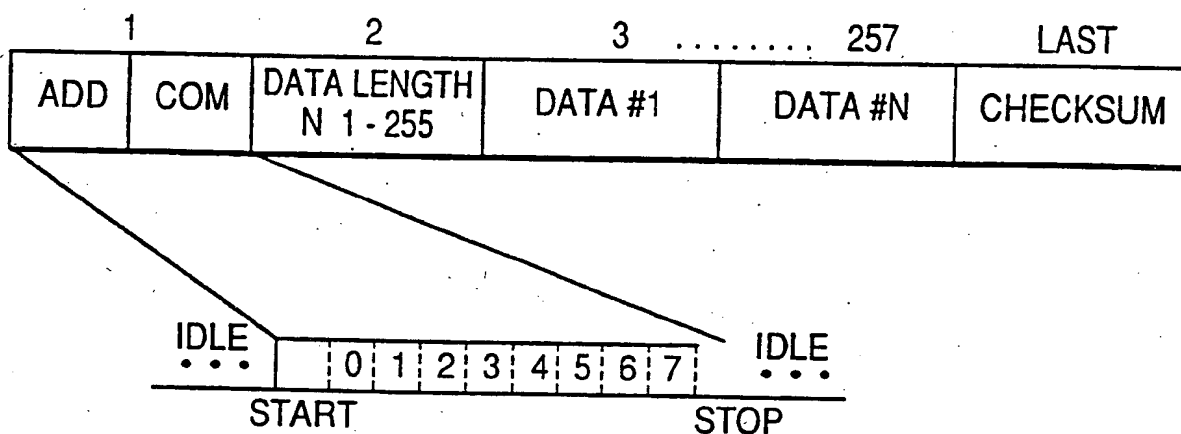 1 2 3 ........ 257 LAST
ADD COM DATA LENGTH N 1 - 255 DATA #1 DATA #N CHECKSUM
IDLE ••• 0 1 2 3 4 5 6 7 IDLE •••
START STOP